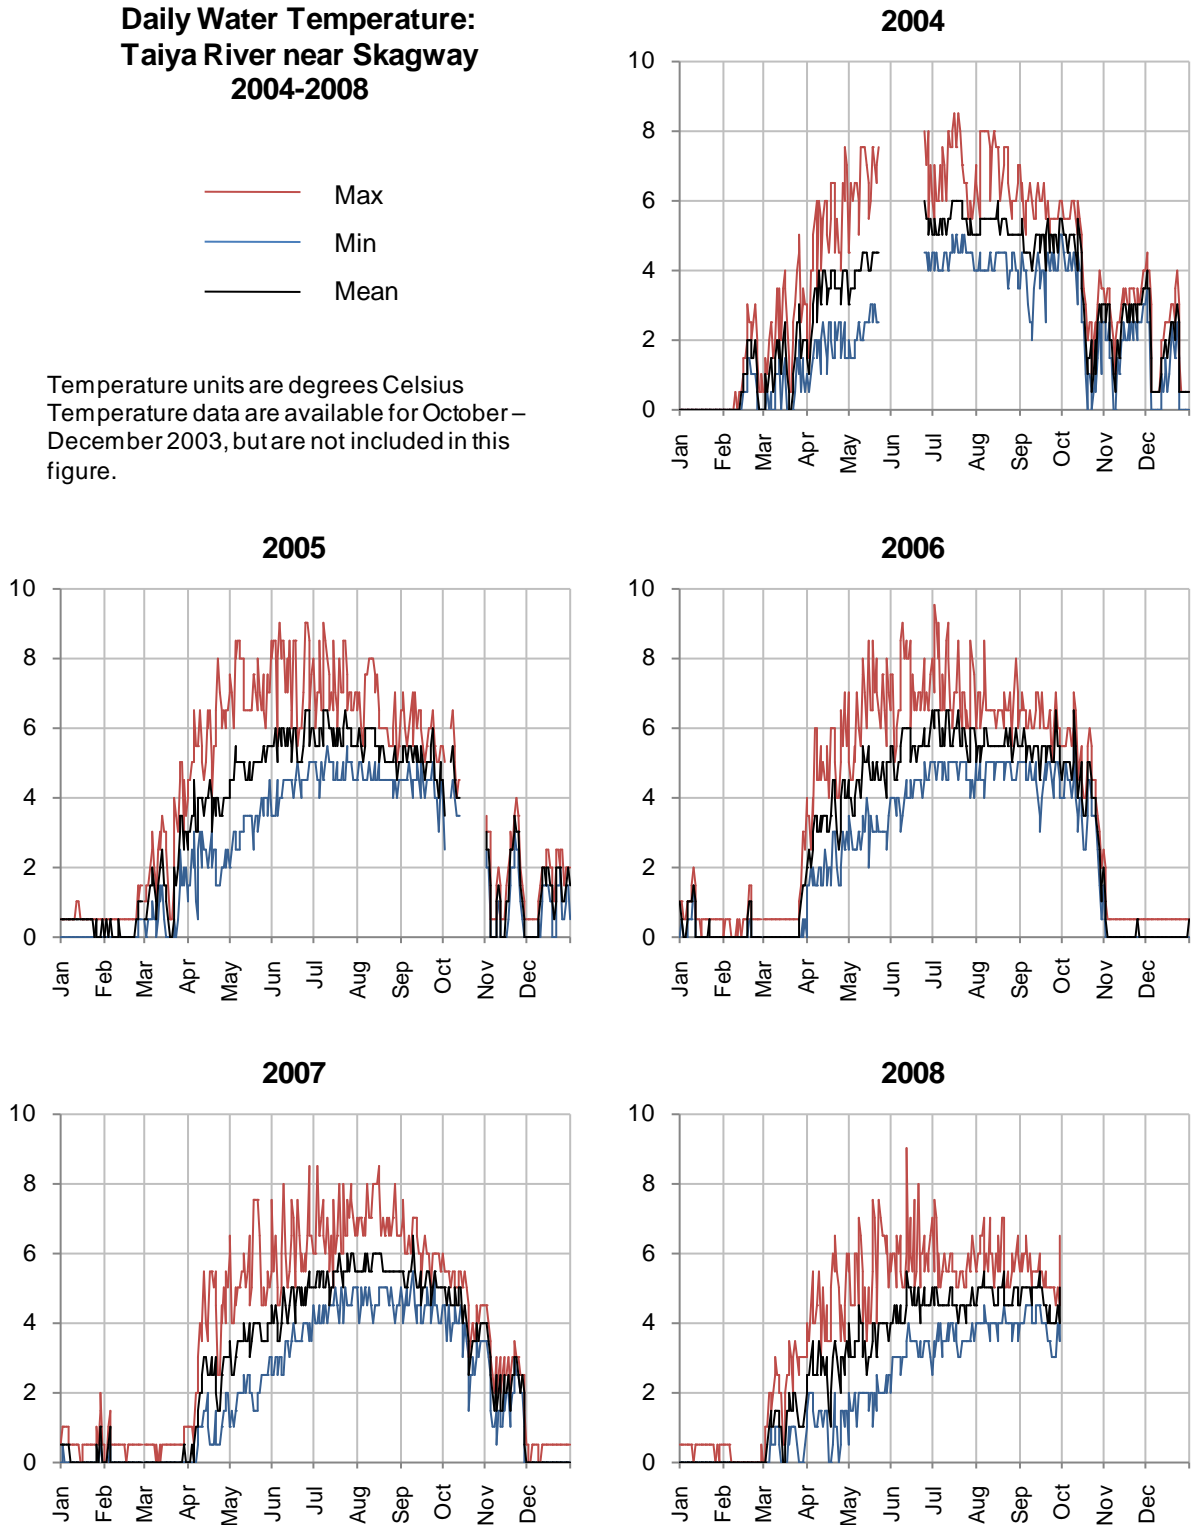 Daily Water Temperature:
Taiya River near Skagway
2004-2008
Max
Min
Mean
Temperature units are degrees Celsius
Temperature data are available for October –
December 2003, but are not included in this
figure.
2004
10
8
6
4
2
0
Jan Feb Mar Apr May Jun Jul Aug Sep Oct Nov Dec
2005
10
8
6
4
2
0
Jan Feb Mar Apr May Jun Jul Aug Sep Oct Nov Dec
2006
10
8
6
4
2
0
Jan Feb Mar Apr May Jun Jul Aug Sep Oct Nov Dec
2007
10
8
6
4
2
0
Jan Feb Mar Apr May Jun Jul Aug Sep Oct Nov Dec
2008
10
8
6
4
2
0
Jan Feb Mar Apr May Jun Jul Aug Sep Oct Nov Dec